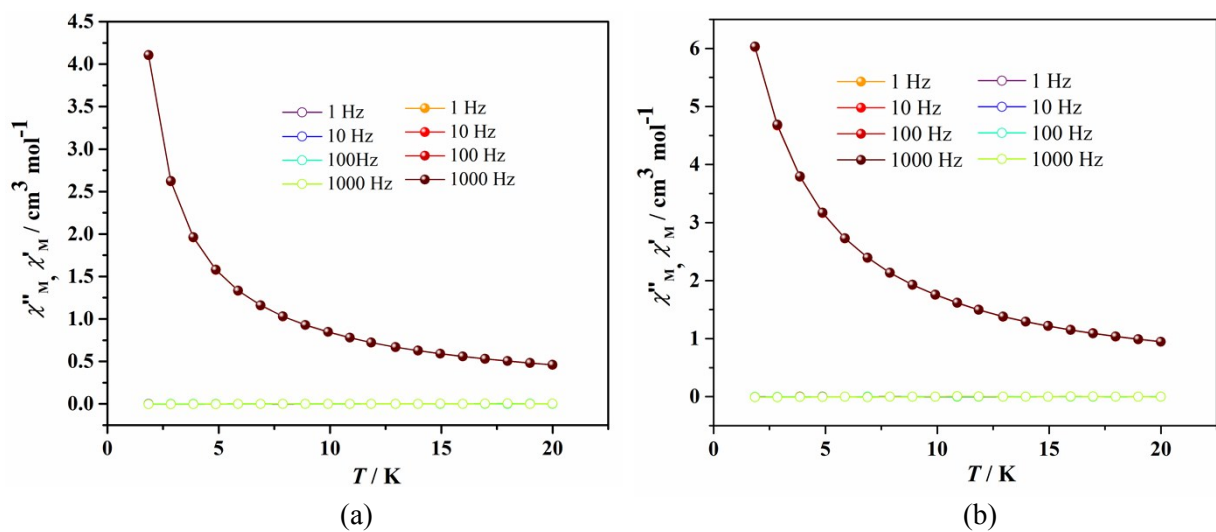 4.5
4.0
3.5
3.0
2.5
2.0
1.5
1.0
0.5
0.0
χ''M, χ'M / cm³ mol⁻¹
1 Hz
10 Hz
100Hz
1000 Hz
1 Hz
10 Hz
100 Hz
1000 Hz
0 5 10 15 20
T / K
(a)
6
5
4
3
2
1
0
χ''M, χ'M / cm³ mol⁻¹
1 Hz
10 Hz
100 Hz
1000 Hz
1 Hz
10 Hz
100 Hz
1000 Hz
0 5 10 15 20
T / K
(b)